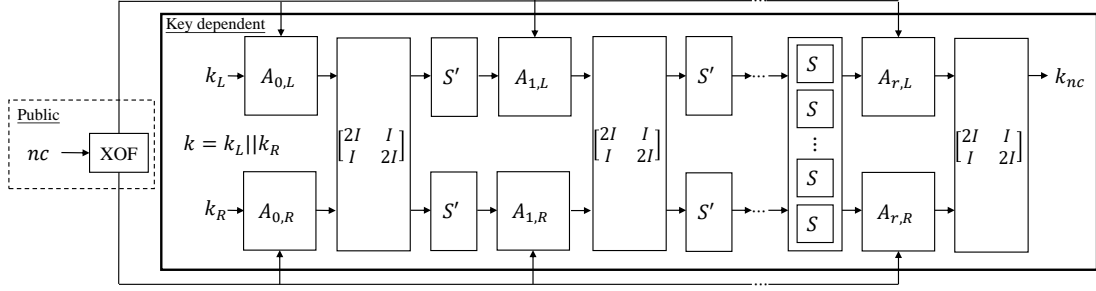 Key dependent
k_L A_{0,L} S′ A_{1,L} S′ ... S A_{r,L} k_{nc}
S
Public
nc XOF
k = k_L||k_R
[2I I
I 2I]
[2I I
I 2I]
⋮
[2I I
I 2I]
S
k_R A_{0,R} S′ A_{1,R} S′ ... S A_{r,R}